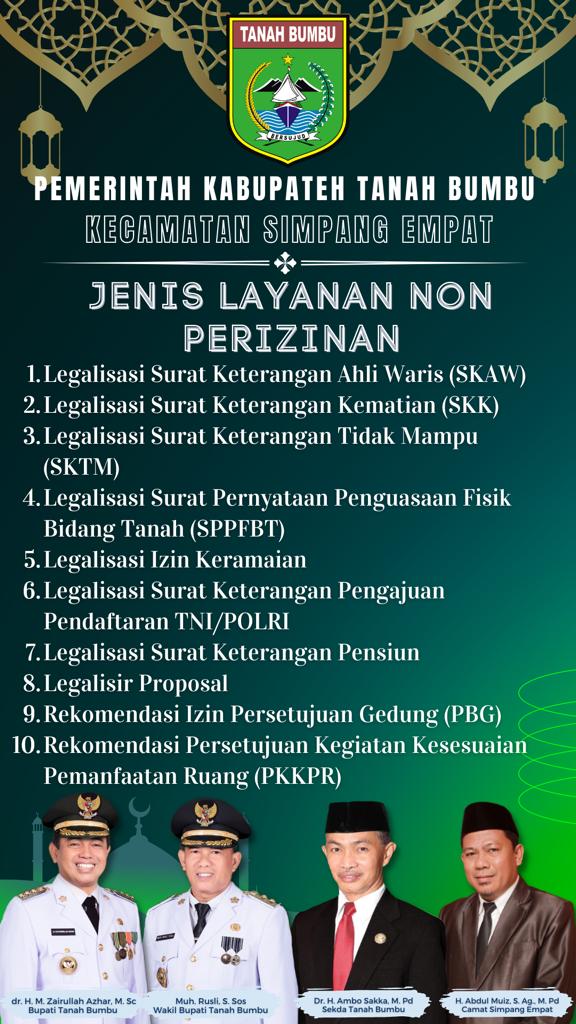 TANAH BUMBU
BERSUJUD
PEMERINTAH KABUPATEH TANAH BUMBU
KECAMATAN SIMPANG EMPAT
JENIS LAYANAN NON
PERIZINAN
1. Legalisasi Surat Keterangan Ahli Waris (SKAW)
2. Legalisasi Surat Keterangan Kematian (SKK)
3. Legalisasi Surat Keterangan Tidak Mampu
(SKTM)
4. Legalisasi Surat Pernyataan Penguasaan Fisik
Bidang Tanah (SPPFBT)
5. Legalisasi Izin Keramaian
6. Legalisasi Surat Keterangan Pengajuan
Pendaftaran TNI/POLRI
7. Legalisasi Surat Keterangan Pensiun
8. Legalisir Proposal
9. Rekomendasi Izin Persetujuan Gedung (PBG)
10. Rekomendasi Persetujuan Kegiatan Kesesuaian
Pemanfaatan Ruang (PKKPR)
dr. H. M. Zairullah Azhar, M. Sc
Bupati Tanah Bumbu
Muh. Rusli, S. Sos
Wakil Bupati Tanah Bumbu
Dr. H. Ambo Sakka, M. Pd
Sekda Tanah Bumbu
H. Abdul Muiz, S. Ag., M. Pd
Camat Simpang Empat